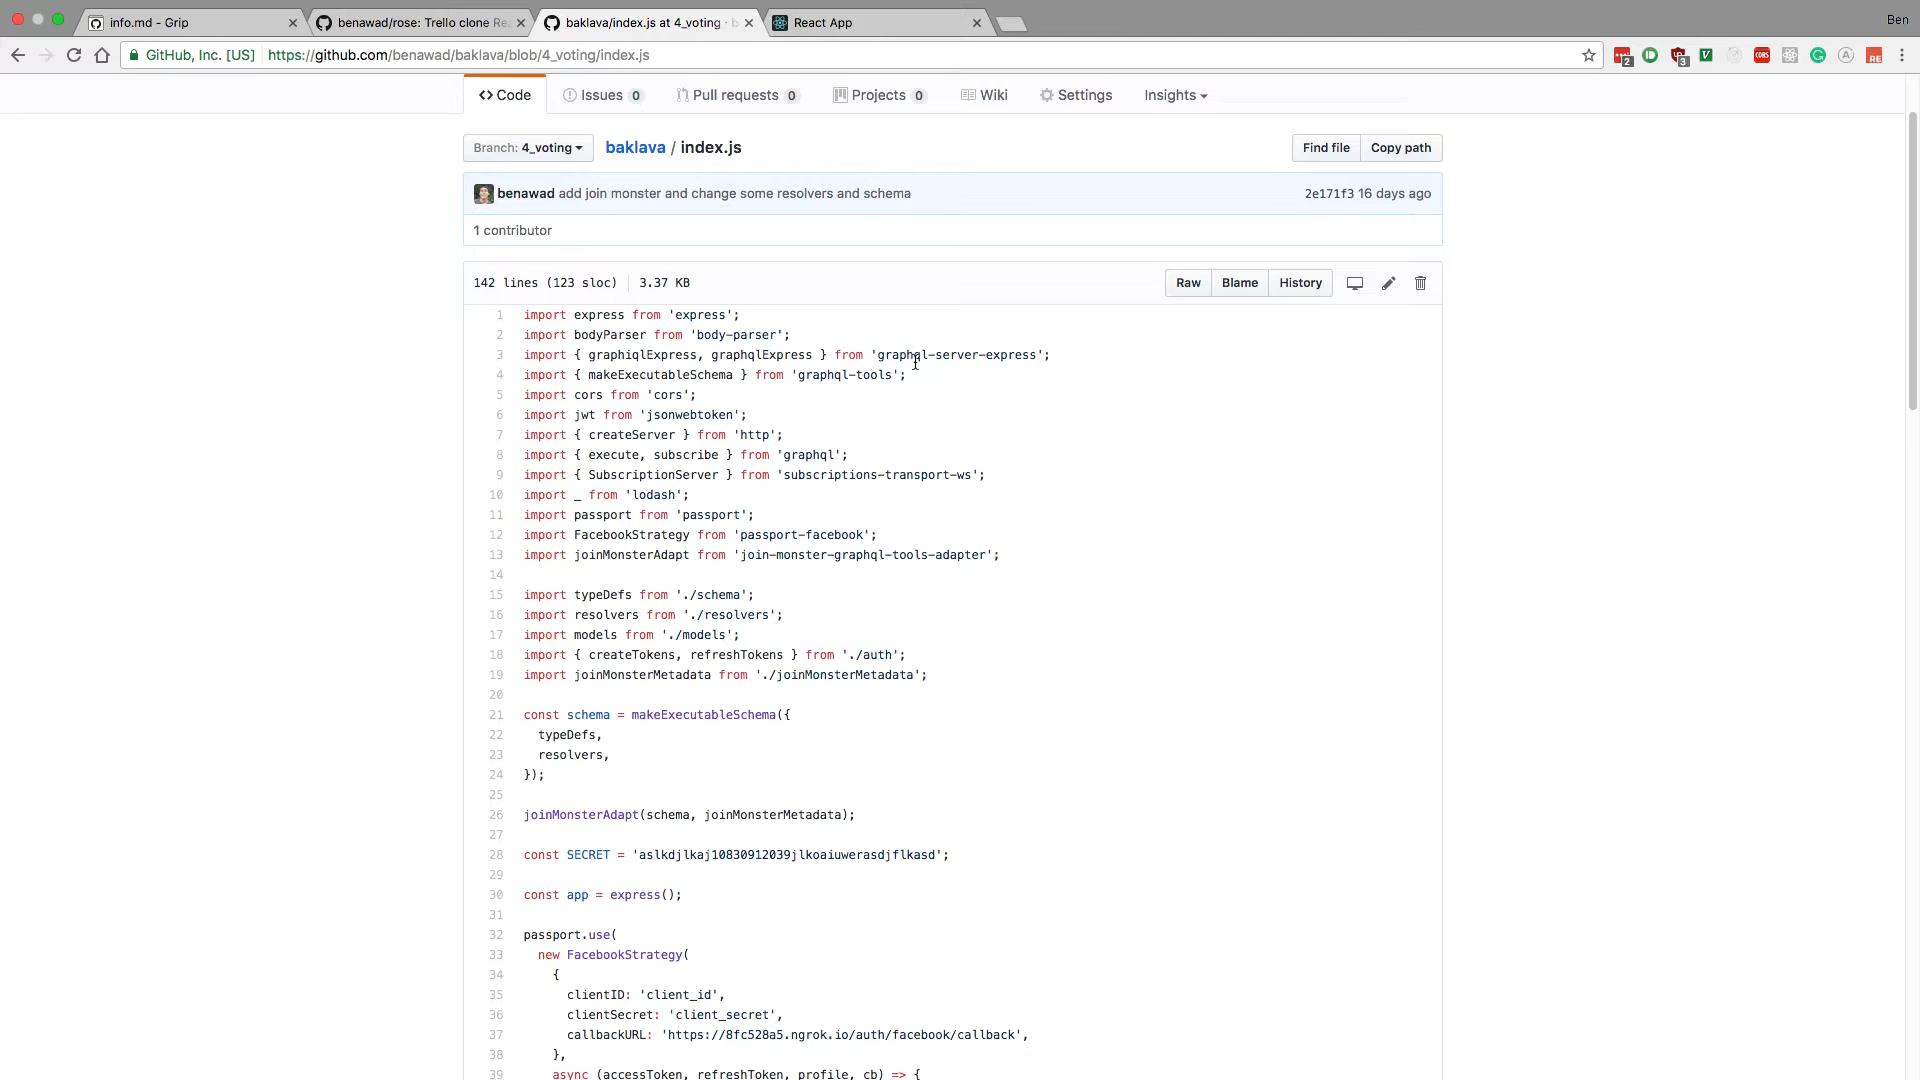 info.md - Grip
benawad/rose: Trello clone Re
baklava/index.js at 4_voting · b
React App
Ben
GitHub, Inc. [US] https://github.com/benawad/baklava/blob/4_voting/index.js
Code Issues 0 Pull requests 0 Projects 0 Wiki Settings Insights
Branch: 4_voting baklava / index.js Find file Copy path
benawad add join monster and change some resolvers and schema 2e171f3 16 days ago
1 contributor
142 lines (123 sloc) 3.37 KB Raw Blame History
1 import express from 'express';
2 import bodyParser from 'body-parser';
3 import { graphiqlExpress, graphqlExpress } from 'graphql-server-express';
4 import { makeExecutableSchema } from 'graphql-tools';
5 import cors from 'cors';
6 import jwt from 'jsonwebtoken';
7 import { createServer } from 'http';
8 import { execute, subscribe } from 'graphql';
9 import { SubscriptionServer } from 'subscriptions-transport-ws';
10 import _ from 'lodash';
11 import passport from 'passport';
12 import FacebookStrategy from 'passport-facebook';
13 import joinMonsterAdapt from 'join-monster-graphql-tools-adapter';
14
15 import typeDefs from './schema';
16 import resolvers from './resolvers';
17 import models from './models';
18 import { createTokens, refreshTokens } from './auth';
19 import joinMonsterMetadata from './joinMonsterMetadata';
20
21 const schema = makeExecutableSchema({
22 typeDefs,
23 resolvers,
24 });
25
26 joinMonsterAdapt(schema, joinMonsterMetadata);
27
28 const SECRET = 'aslkdjlkaj10830912039jlkoaiuwerasdjflkasd';
29
30 const app = express();
31
32 passport.use(
33 new FacebookStrategy(
34 {
35 clientID: 'client_id',
36 clientSecret: 'client_secret',
37 callbackURL: 'https://8fc528a5.ngrok.io/auth/facebook/callback',
38 },
39 async (accessToken, refreshToken, profile, cb) => {